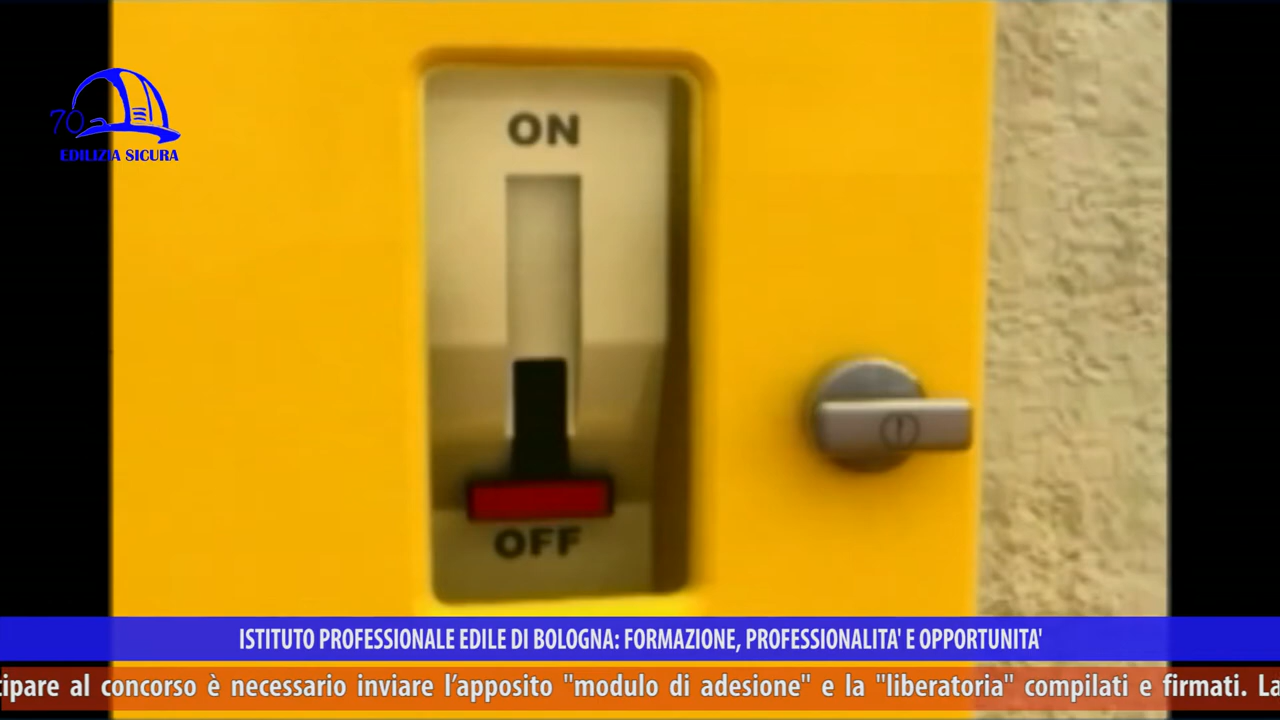 ON
70
EDILIZIA SICURA
OFF
ISTITUTO PROFESSIONALE EDILE DI BOLOGNA: FORMAZIONE, PROFESSIONALITA' E OPPORTUNITA'
cipare al concorso è necessario inviare l’apposito "modulo di adesione" e la "liberatoria" compilati e firmati. La